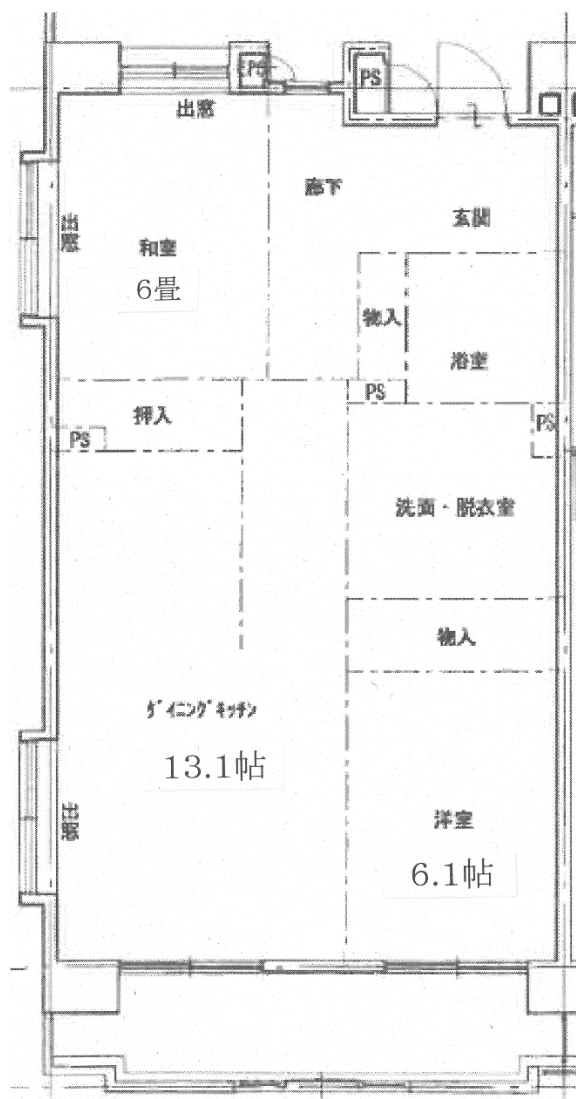 PS
PS
出窓
廊下
出窓
玄関
和室
6畳
物入
浴室
PS
押入
PS
PS
洗面・脱衣室
物入
ダイニングキッチン
13.1帖
出窓
洋室
6.1帖